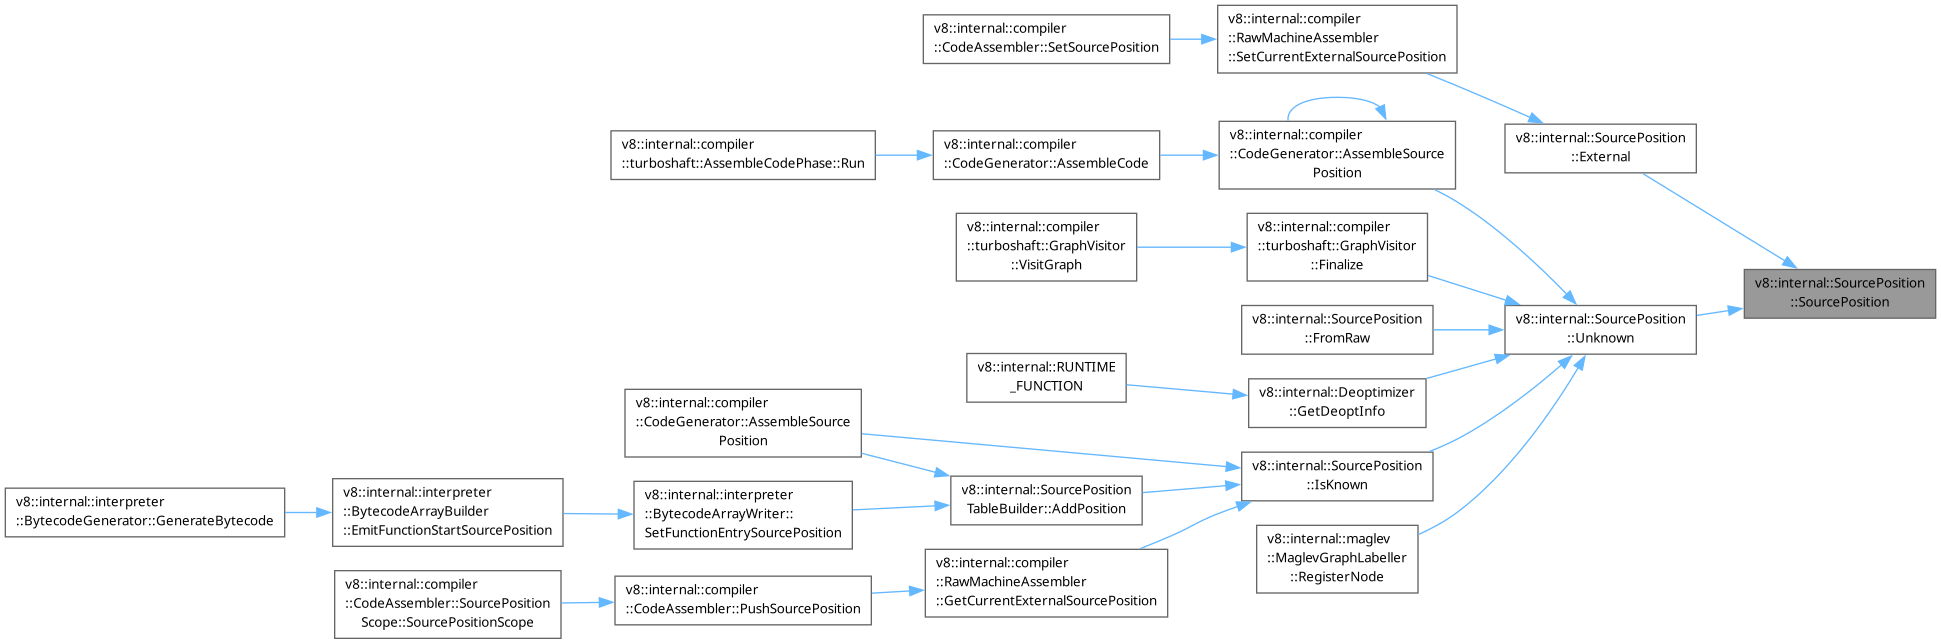 v8::internal::compiler
::CodeAssembler::SetSourcePosition
v8::internal::compiler
::RawMachineAssembler
::SetCurrentExternalSourcePosition
v8::internal::compiler
::turboshaft::AssembleCodePhase::Run
v8::internal::compiler
::CodeGenerator::AssembleCode
v8::internal::compiler
::CodeGenerator::AssembleSource
Position
v8::internal::SourcePosition
::External
v8::internal::compiler
::turboshaft::GraphVisitor
::VisitGraph
v8::internal::compiler
::turboshaft::GraphVisitor
::Finalize
v8::internal::SourcePosition
::SourcePosition
v8::internal::SourcePosition
::FromRaw
v8::internal::SourcePosition
::Unknown
v8::internal::RUNTIME
_FUNCTION
v8::internal::Deoptimizer
::GetDeoptInfo
v8::internal::compiler
::CodeGenerator::AssembleSource
Position
v8::internal::SourcePosition
::IsKnown
v8::internal::interpreter
::BytecodeGenerator::GenerateBytecode
v8::internal::interpreter
::BytecodeArrayBuilder
::EmitFunctionStartSourcePosition
v8::internal::interpreter
::BytecodeArrayWriter::
SetFunctionEntrySourcePosition
v8::internal::SourcePosition
TableBuilder::AddPosition
v8::internal::maglev
::MaglevGraphLabeller
::RegisterNode
v8::internal::compiler
::CodeAssembler::SourcePosition
Scope::SourcePositionScope
v8::internal::compiler
::CodeAssembler::PushSourcePosition
v8::internal::compiler
::RawMachineAssembler
::GetCurrentExternalSourcePosition